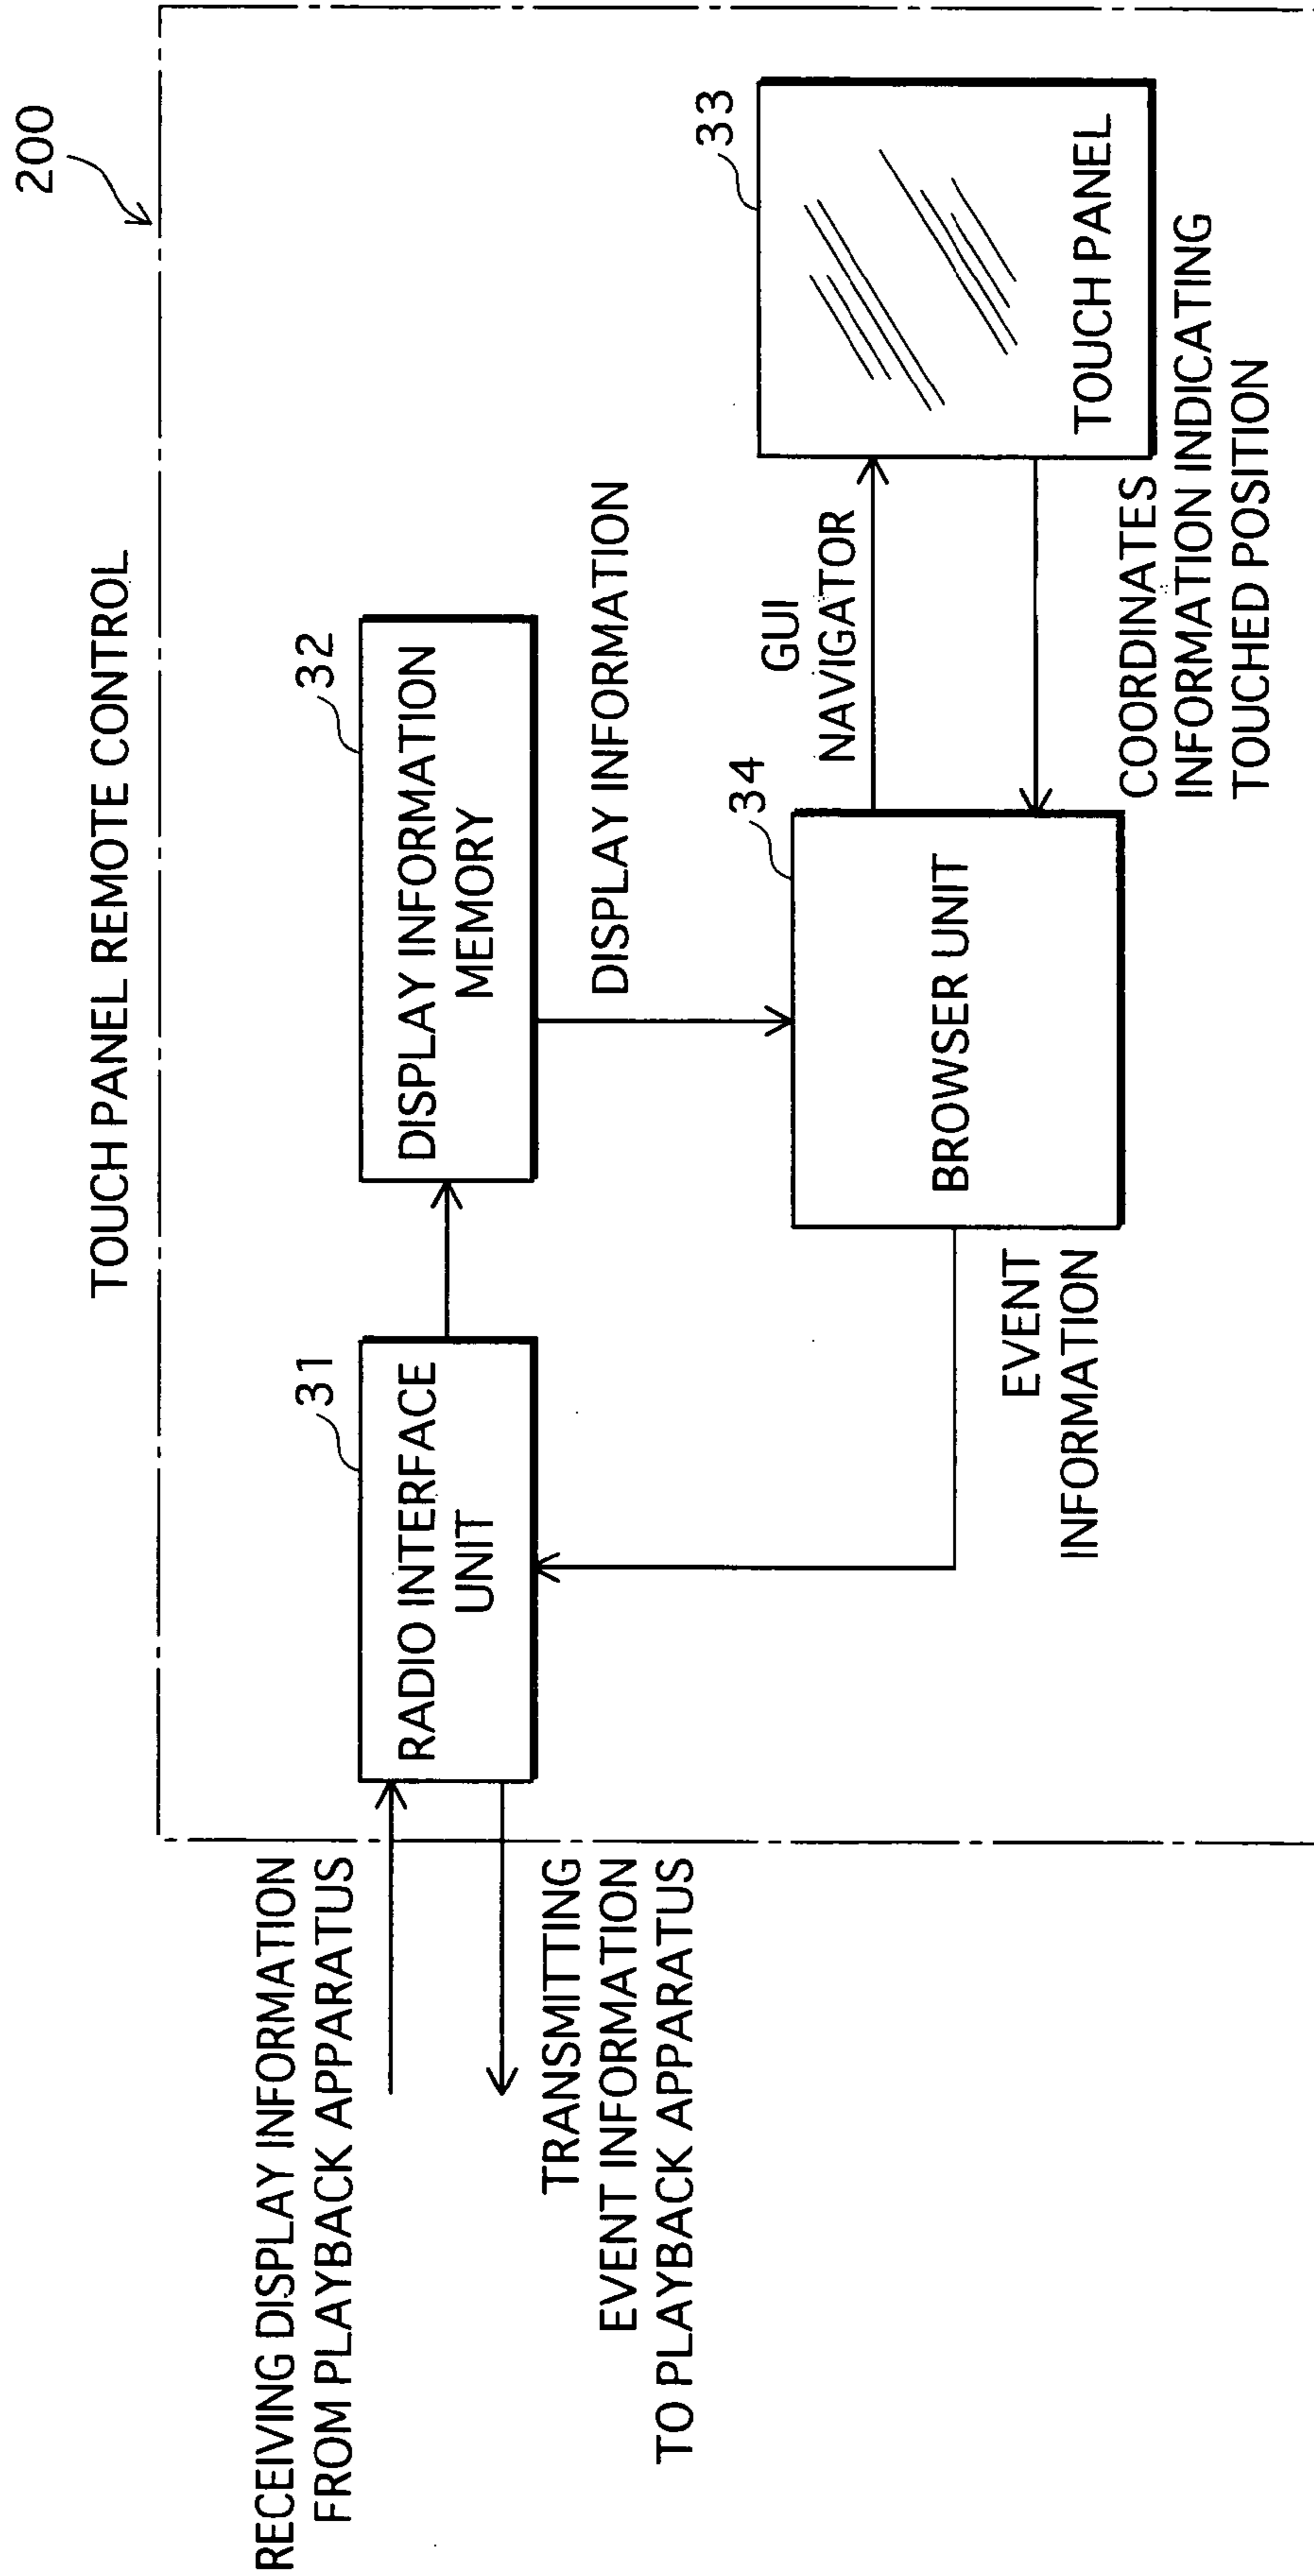 200
TOUCH PANEL REMOTE CONTROL
RECEIVING DISPLAY INFORMATION
FROM PLAYBACK APPARATUS
TRANSMITTING
EVENT INFORMATION
TO PLAYBACK APPARATUS
31
RADIO INTERFACE
UNIT
32
DISPLAY INFORMATION
MEMORY
DISPLAY INFORMATION
33
TOUCH PANEL
GUI
NAVIGATOR
34
BROWSER UNIT
EVENT
INFORMATION
COORDINATES
INFORMATION INDICATING
TOUCHED POSITION